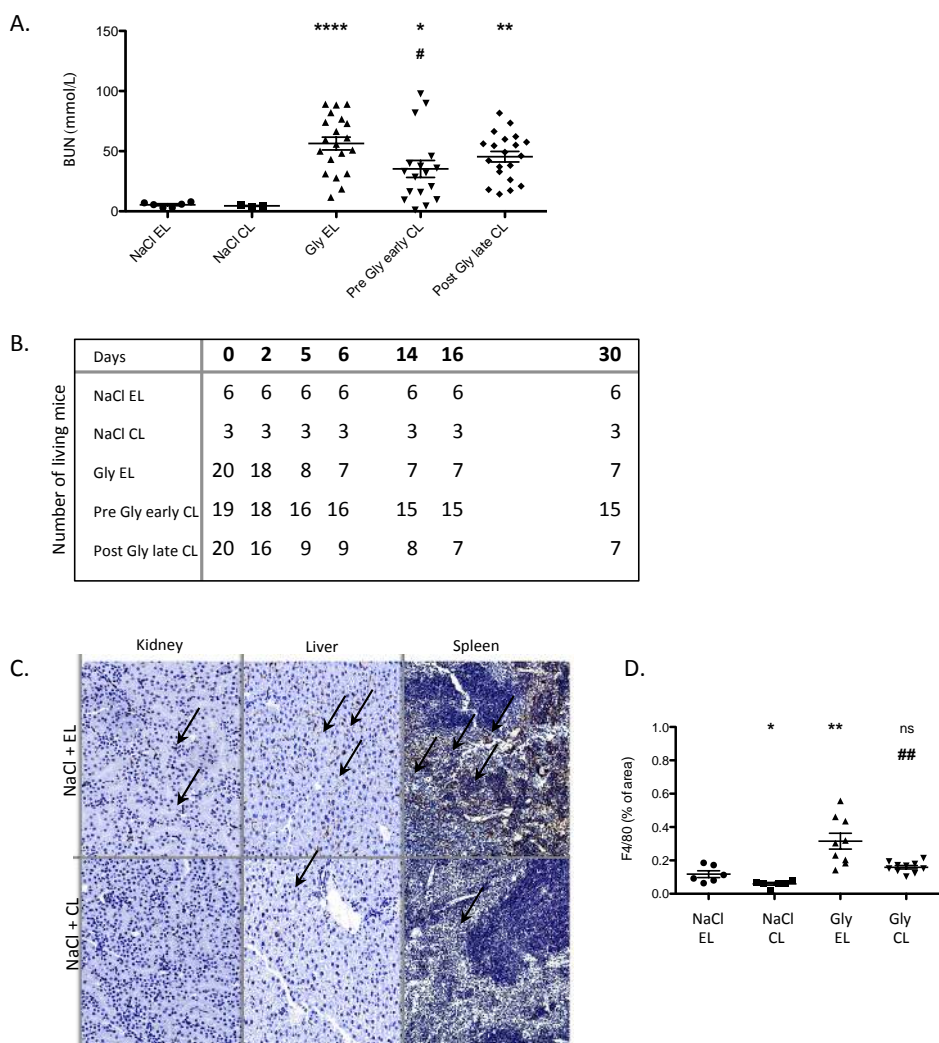 A.
150
100
50
0
BUN (mmol/L)
****
*
#
**
NaCl EL
NaCl CL
Gly EL
Pre Gly early CL
Post Gly late CL
B.
Number of living mice
Days 0 2 5 6 14 16 30
NaCl EL 6 6 6 6 6 6 6
NaCl CL 3 3 3 3 3 3 3
Gly EL 20 18 8 7 7 7 7
Pre Gly early CL 19 18 16 16 15 15 15
Post Gly late CL 20 16 9 9 8 7 7
C.
Kidney Liver Spleen
NaCl + EL
NaCl + CL
D.
F4/80 (% of area)
1.0
0.8
0.6
0.4
0.2
0.0
* ** ns
##
NaCl NaCl Gly Gly
EL CL EL CL